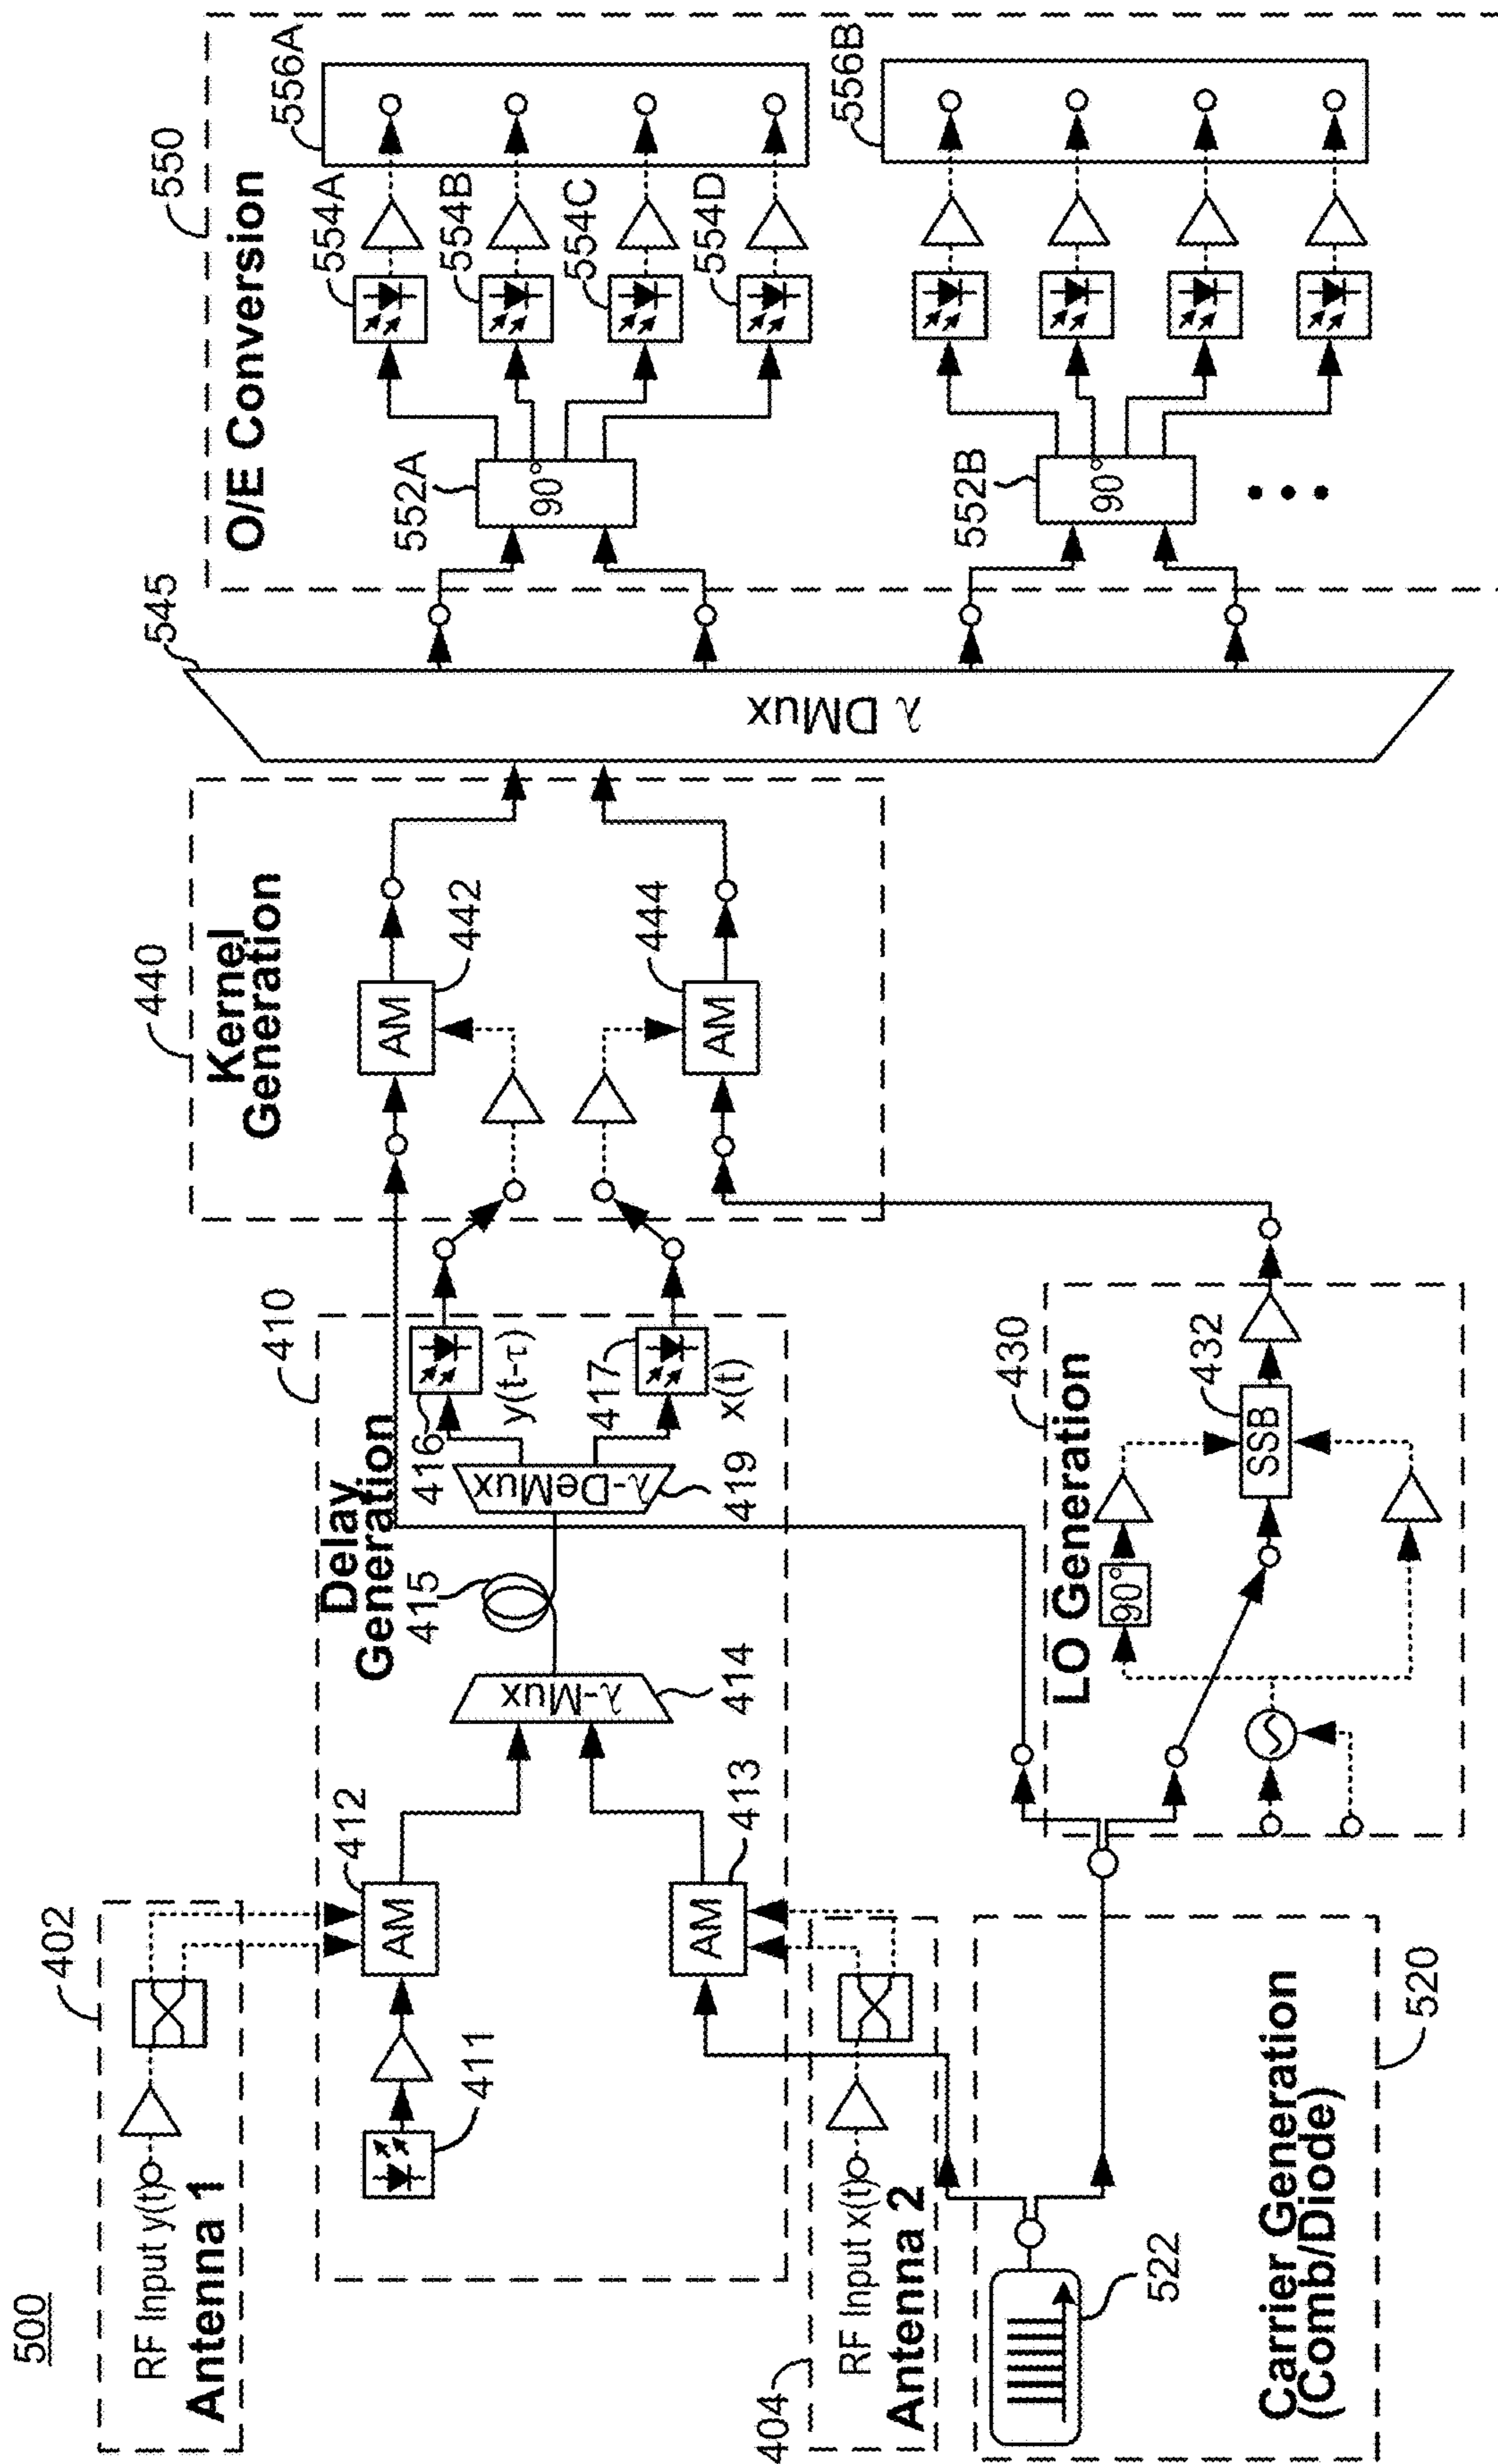 500
402
RF Input y(t)
Antenna 1
404
RF Input x(t)
Antenna 2
522
Carrier Generation
(Comb/Diode)
520
410
Delay
Generation
411
412
AM
413
AM
414
λ-Mux
415
λ-DeMux
419
416
y(t-τ)
417
x(t)
430
LO Generation
90°
SSB
432
440
Kernel
Generation
AM
442
AM
444
545
λ DMux
550
O/E Conversion
552A
90°
554A
554B
554C
554D
556A
552B
90°
556B